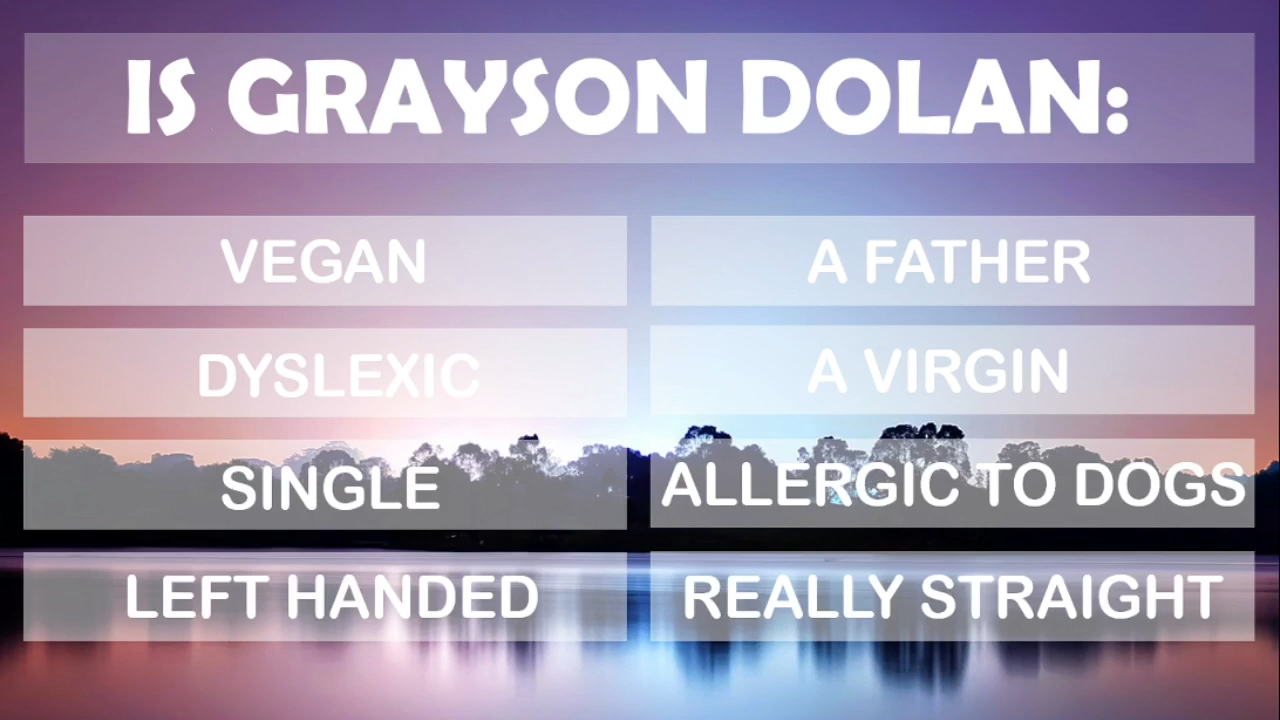 IS GRAYSON DOLAN:
VEGAN
A FATHER
DYSLEXIC
A VIRGIN
SINGLE
ALLERGIC TO DOGS
LEFT HANDED
REALLY STRAIGHT